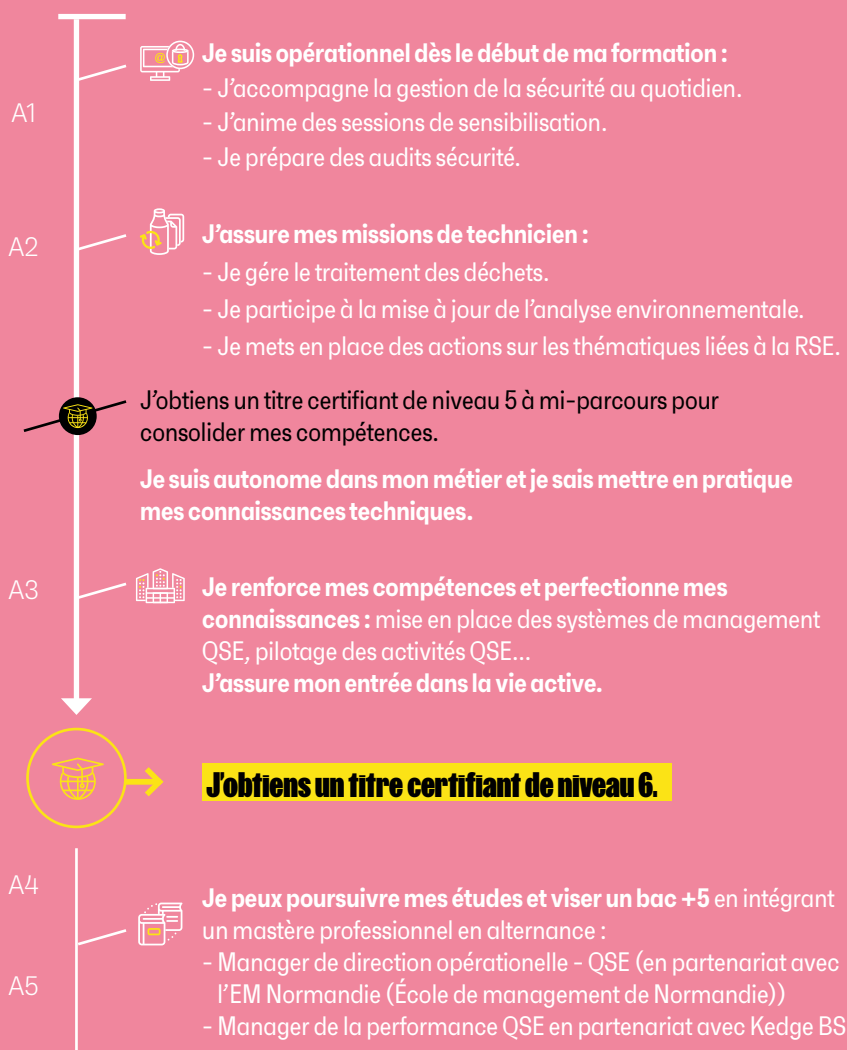 A1
Je suis opérationnel dès le début de ma formation :
- J'accompagne la gestion de la sécurité au quotidien.
- J'anime des sessions de sensibilisation.
- Je prépare des audits sécurité.
A2
J'assure mes missions de technicien :
- Je gére le traitement des déchets.
- Je participe à la mise à jour de l'analyse environnementale.
- Je mets en place des actions sur les thématiques liées à la RSE.
J'obtiens un titre certifiant de niveau 5 à mi-parcours pour
consolider mes compétences.
Je suis autonome dans mon métier et je sais mettre en pratique
mes connaissances techniques.
A3
Je renforce mes compétences et perfectionne mes
connaissances : mise en place des systèmes de management
QSE, pilotage des activités QSE...
J'assure mon entrée dans la vie active.
J'obtiens un titre certifiant de niveau 6.
A4
Je peux poursuivre mes études et viser un bac +5 en intégrant
un mastère professionnel en alternance :
- Manager de direction opérationelle - QSE (en partenariat avec
A5
l'EM Normandie (École de management de Normandie))
- Manager de la performance QSE en partenariat avec Kedge BS